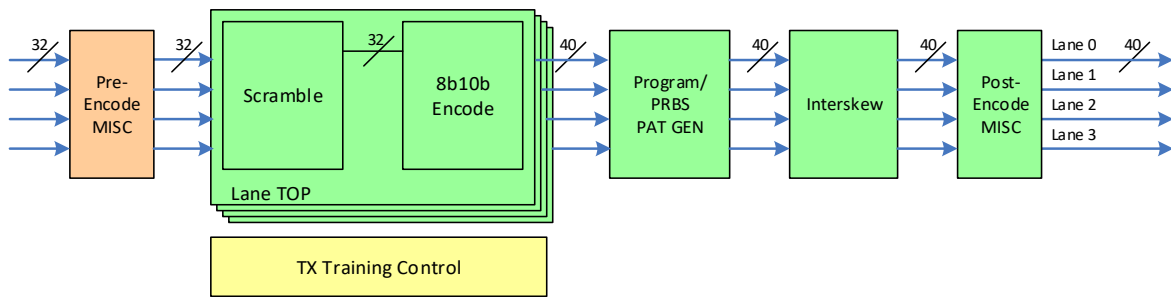 32
32
32
40
40
40
Lane 0
40
Pre-
Encode
MISC
Scramble
8b10b
Encode
Program/
PRBS
PAT GEN
Interskew
Post-
Encode
MISC
Lane 1
Lane 2
Lane 3
Lane TOP
TX Training Control